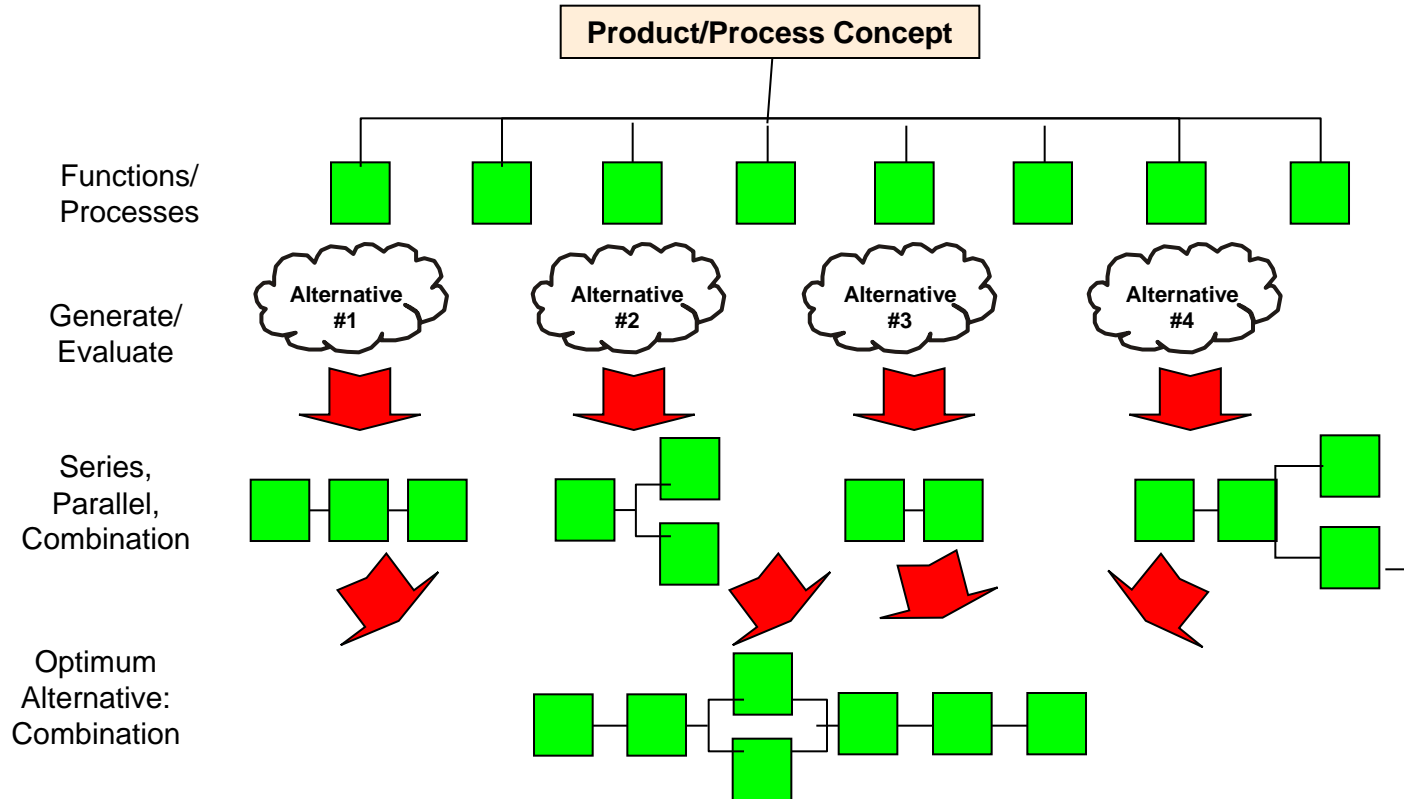 Product/Process Concept
Functions/
Processes
Alternative
#1
Alternative
#2
Alternative
#3
Alternative
#4
Generate/
Evaluate
Series,
Parallel,
Combination
Optimum
Alternative:
Combination